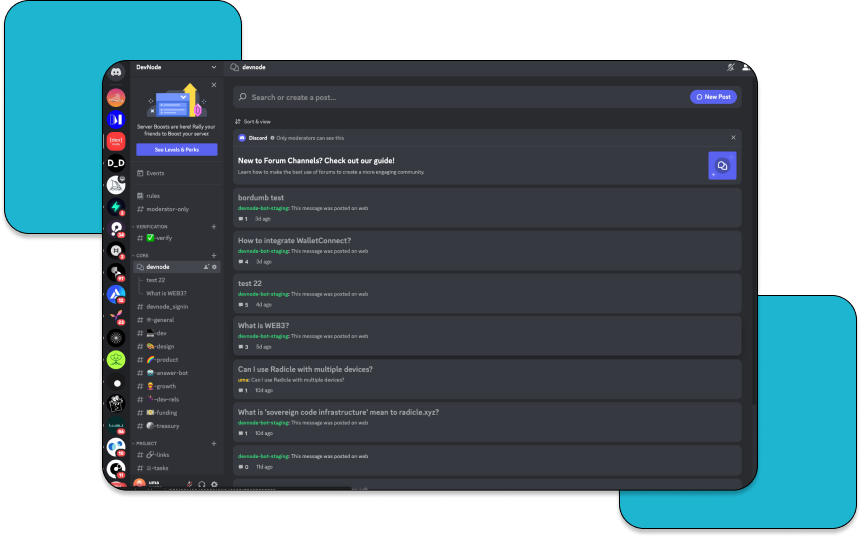 DevNode
devnode
Server Boosts are here! Rally your
friends to Boost your server.
See Levels & Perks
Events
rules
moderator-only
VERIFICATION
-verify
CORE
devnode
test 22
What is WEB3?
devnode_signin
-general
-dev
-design
-product
-answer-bot
-growth
-dev-rels
-funding
-treasury
PROJECT
-links
-tasks
uma
[dev]
D_D
Search or create a post...
New Post
Sort & view
Discord Only moderators can see this
New to Forum Channels? Check out our guide!
Learn how to make the best use of forums to create a more engaging community.
bordumb test
devnode-bot-staging: This message was posted on web
1 3d ago
How to integrate WalletConnect?
devnode-bot-staging: This message was posted on web
4 3d ago
test 22
devnode-bot-staging: This message was posted on web
5 4d ago
What is WEB3?
devnode-bot-staging: This message was posted on web
3 5d ago
Can I use Radicle with multiple devices?
uma: Can I use Radicle with multiple devices?
1 10d ago
What is 'sovereign code infrastructure' mean to radicle.xyz?
devnode-bot-staging: This message was posted on web
1 10d ago
devnode-bot-staging: This message was posted on web
0 11d ago